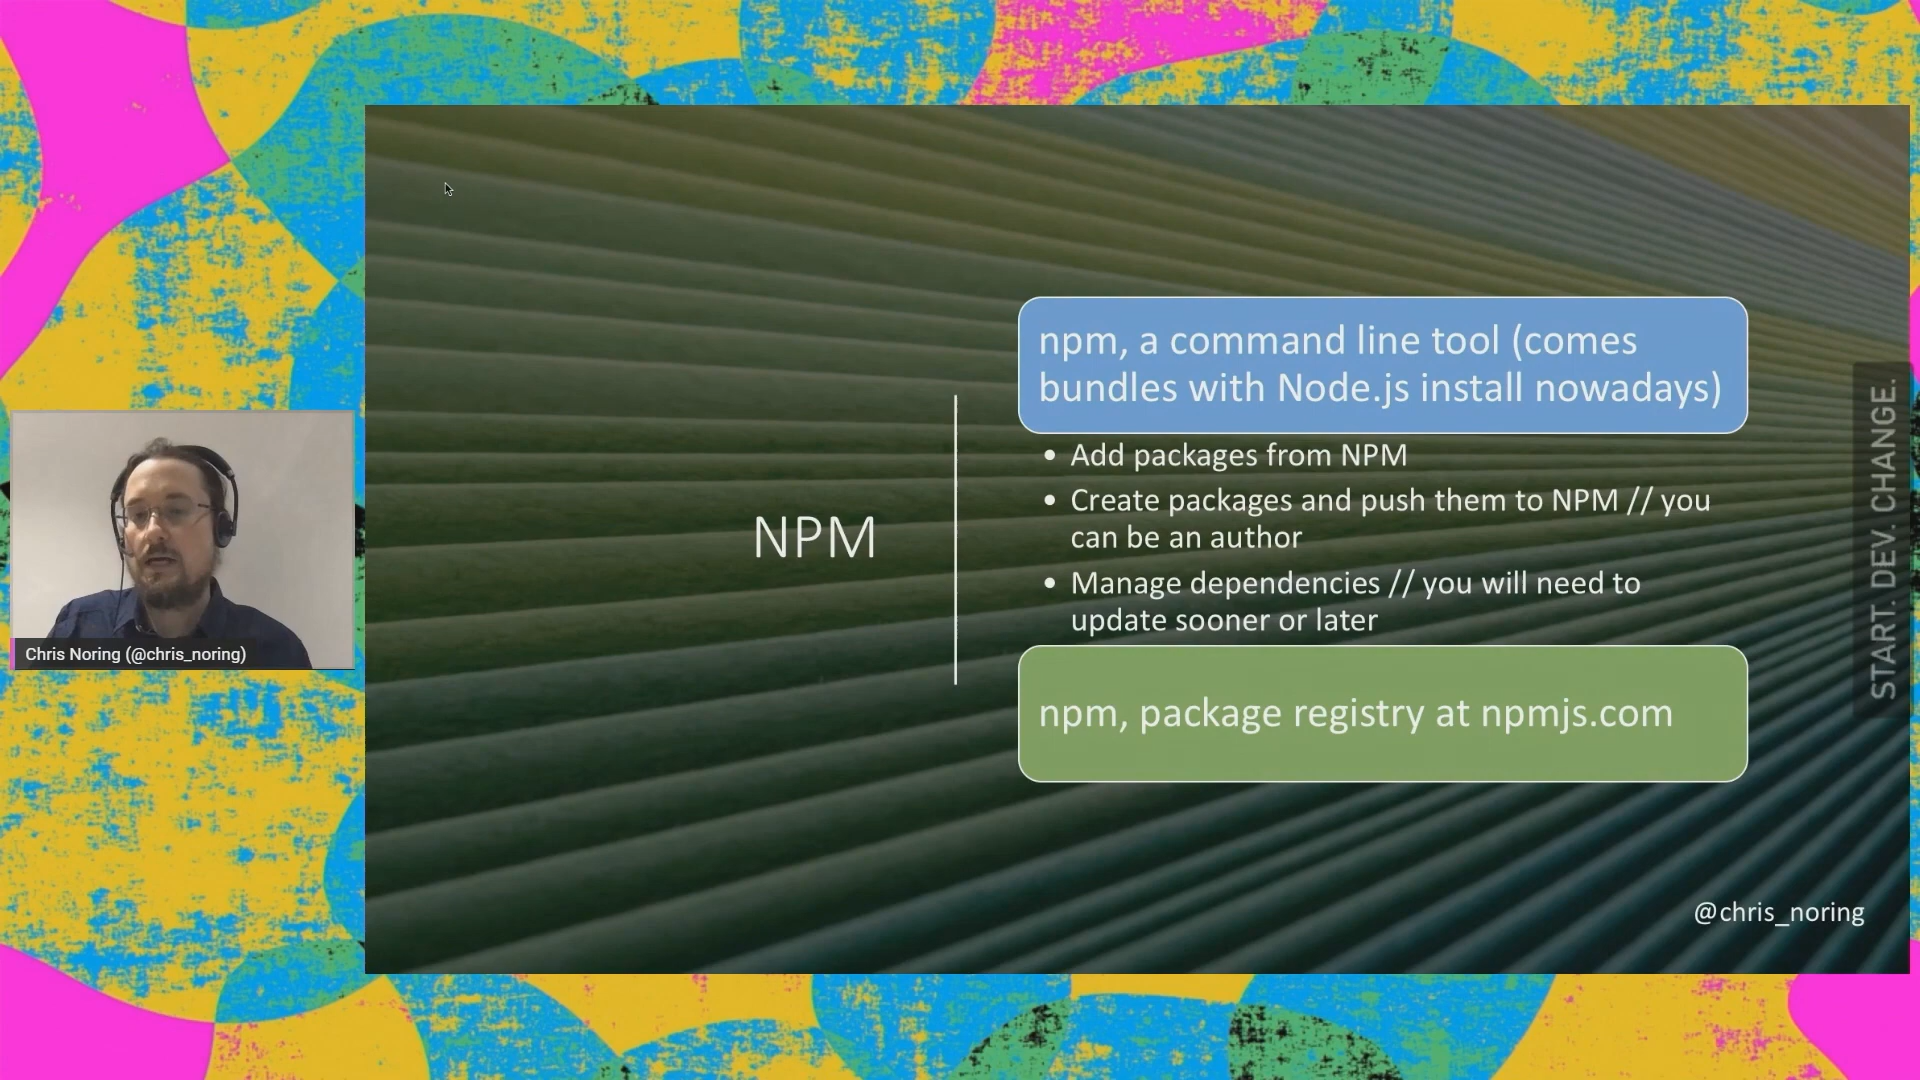 npm, a command line tool (comes
bundles with Node.js install nowadays)
NPM
• Add packages from NPM
• Create packages and push them to NPM // you
can be an author
• Manage dependencies // you will need to
update sooner or later
npm, package registry at npmjs.com
START. DEV. CHANGE.
Chris Noring (@chris_noring)
@chris_noring